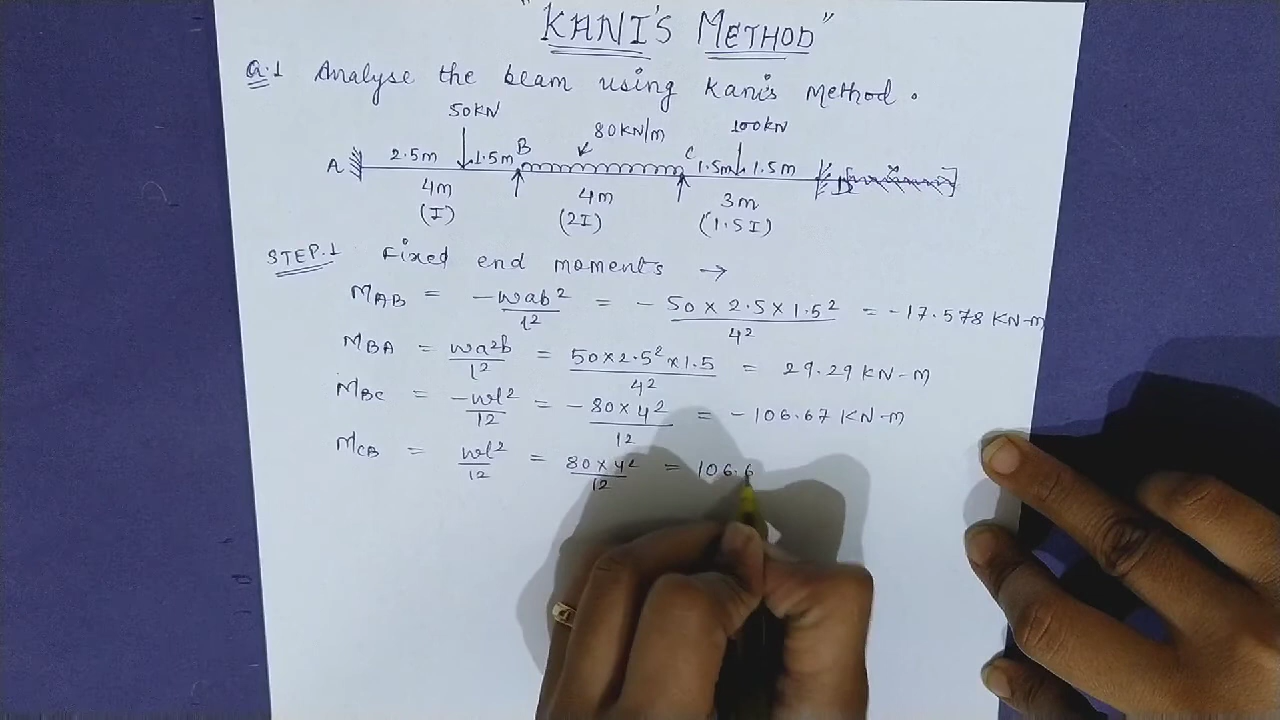 "KANI'S METHOD"
Q.1 Analyse the beam using Kani's Method.
50KN 80KN/m 100KN
A 2.5m 1.5m B C 1.5m 1.5m D
4m 4m 3m
(I) (2I) (1.5I)
STEP.1 Fixed end moments →
MAB = -wab²/l² = - 50 × 2.5 × 1.5²/4² = -17.578 KN-m
MBA = wa²b/l² = 50×2.5²×1.5/4² = 29.29 KN-m
MBC = -wl²/12 = -80×4²/12 = -106.67 KN-m
MCB = wl²/12 = 80×4²/12 = 106.6